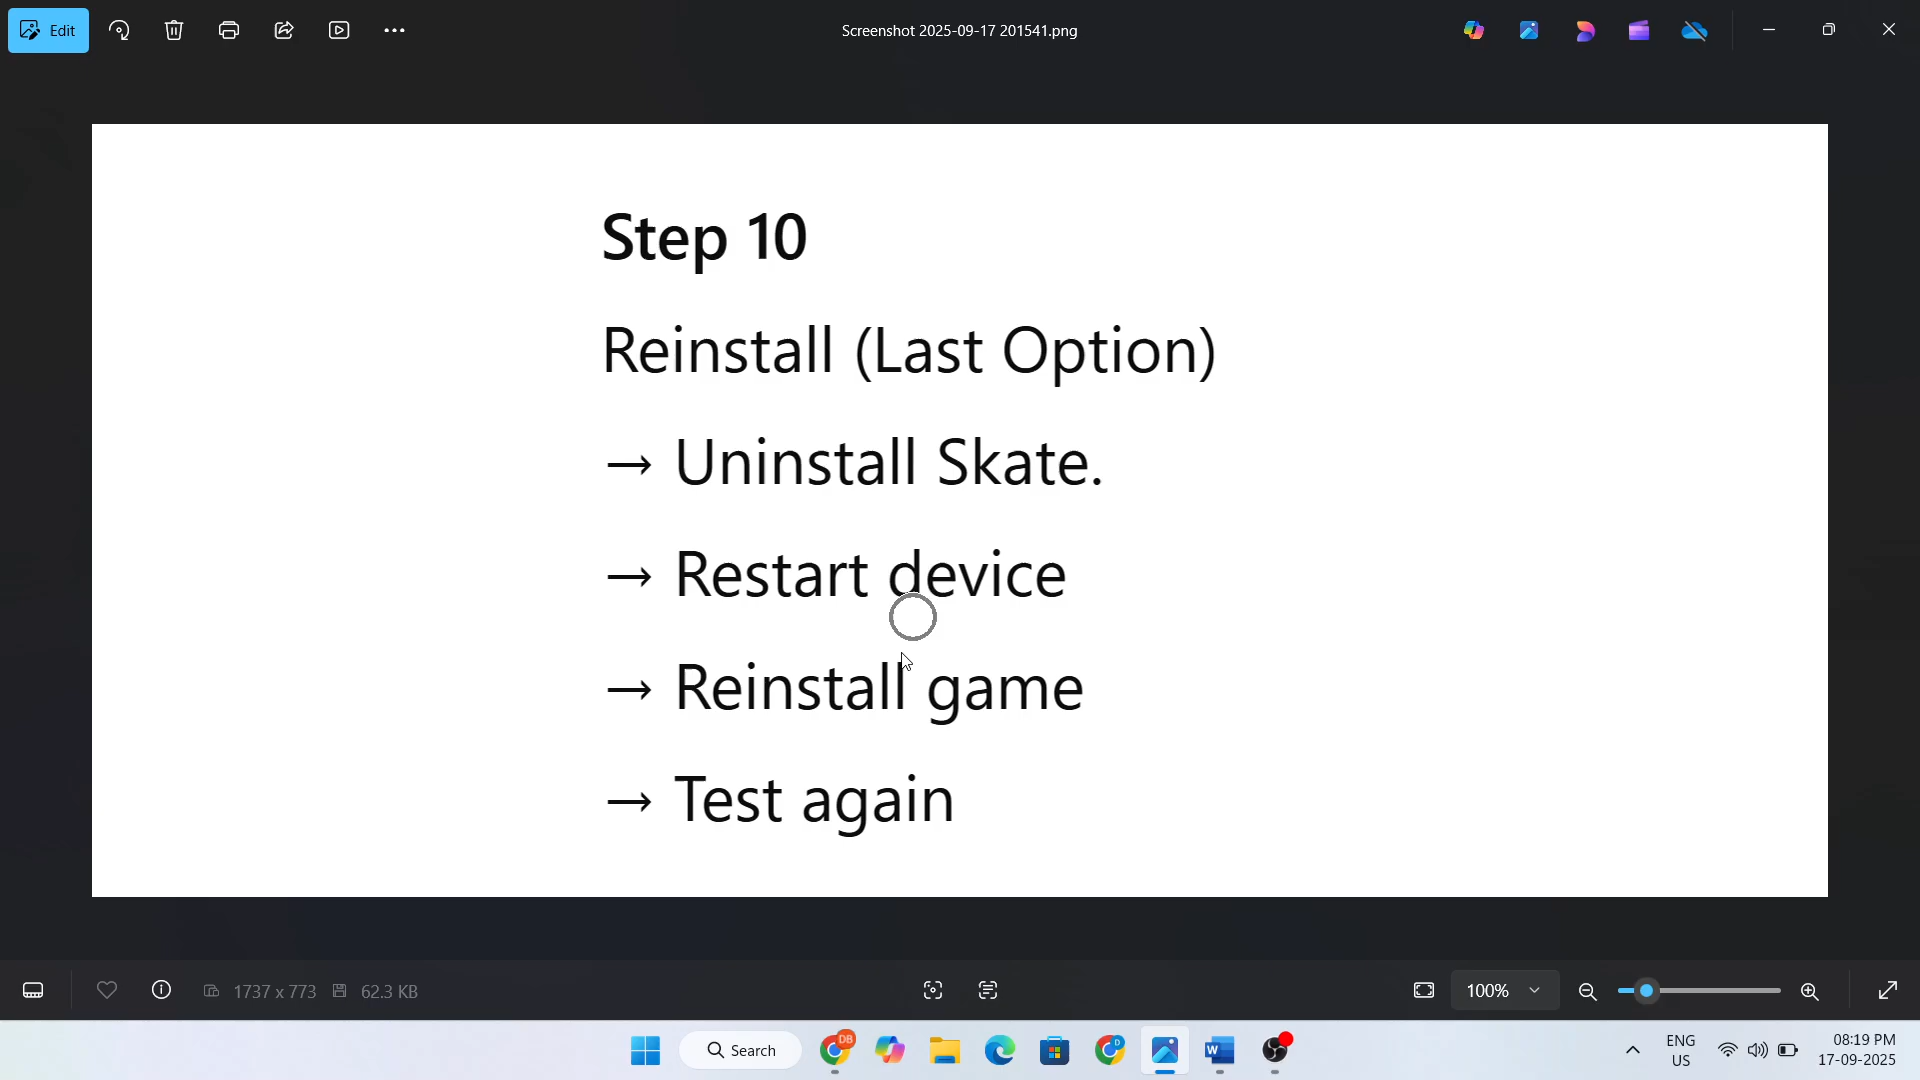 Edit
Screenshot 2025-09-17 201541.png
Step 10
Reinstall (Last Option)
→ Uninstall Skate.
→ Restart device
→ Reinstall game
→ Test again
1737 x 773
62.3 KB
100%
Search
DB
D
W
ENG
US
08:19 PM
17-09-2025